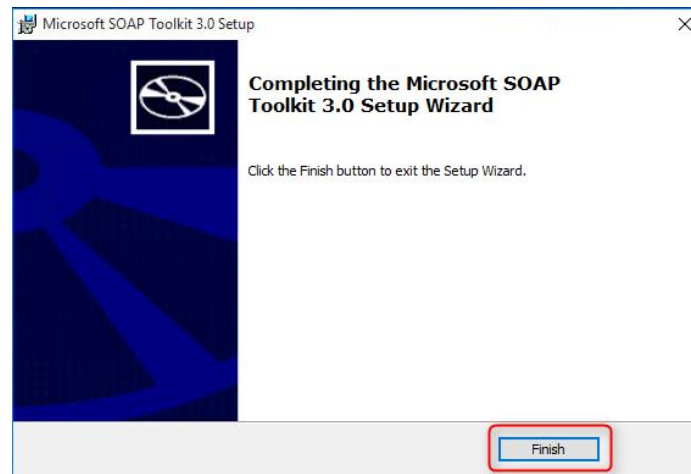 Microsoft SOAP Toolkit 3.0 Setup
Completing the Microsoft SOAP
Toolkit 3.0 Setup Wizard
Click the Finish button to exit the Setup Wizard.
Finish